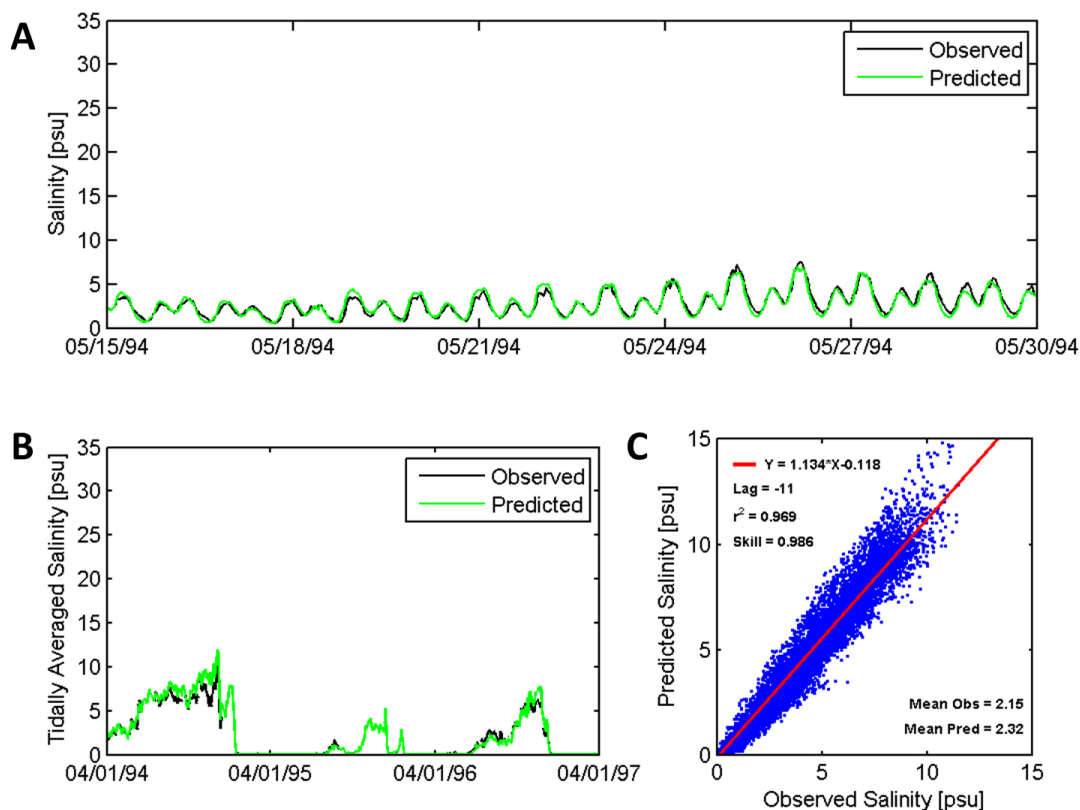 A
35
30
25
20
15
10
5
0
Salinity [psu]
Observed
Predicted
05/15/94 05/18/94 05/21/94 05/24/94 05/27/94 05/30/94
B
35
30
25
20
15
10
5
0
Tidally Averaged Salinity [psu]
Observed
Predicted
04/01/94 04/01/95 04/01/96 04/01/97
C
15
10
5
0
Predicted Salinity [psu]
Y = 1.134*X-0.118
Lag = -11
r² = 0.969
Skill = 0.986
Mean Obs = 2.15
Mean Pred = 2.32
0 5 10 15
Observed Salinity [psu]